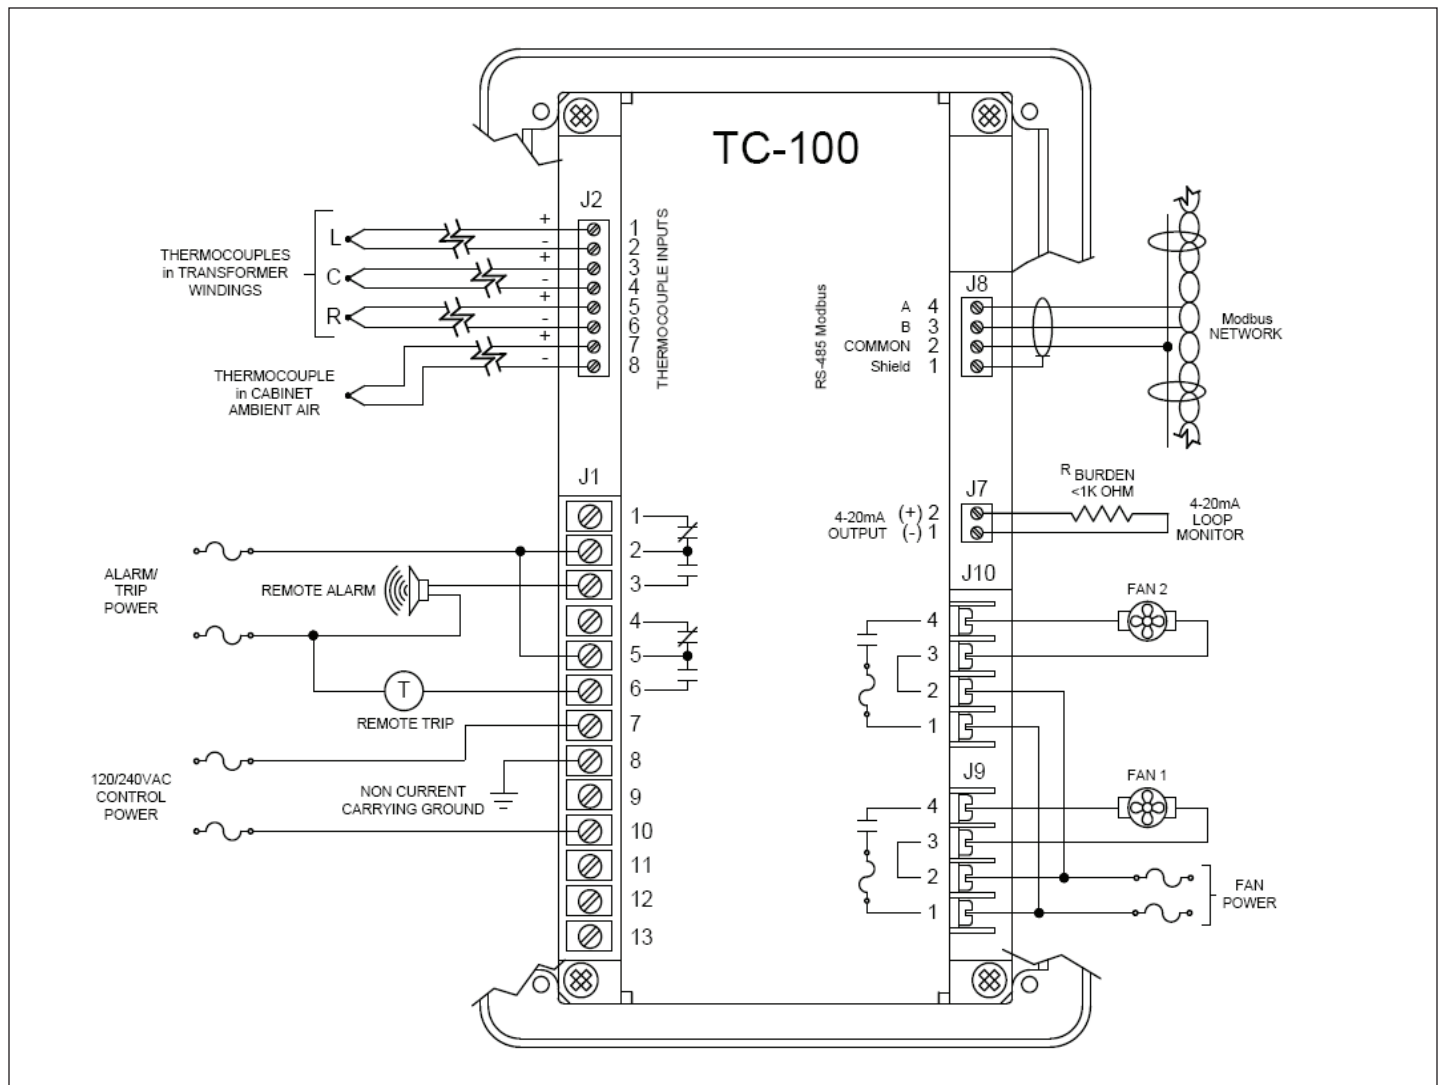 TC-100
J2
THERMOCOUPLES
in TRANSFORMER
WINDINGS
L
C
R
+
-
+
-
+
-
+
-
1
2
3
4
5
6
7
8
THERMOCOUPLE INPUTS
THERMOCOUPLE
in CABINET
AMBIENT AIR
J1
1
2
3
4
5
6
7
8
9
10
11
12
13
ALARM/
TRIP
POWER
REMOTE ALARM
T
REMOTE TRIP
120/240VAC
CONTROL
POWER
NON CURRENT
CARRYING GROUND
RS-485 Modbus
J8
A 4
B 3
COMMON 2
Shield 1
Modbus
NETWORK
J7
4-20mA
OUTPUT
(+) 2
(-) 1
R BURDEN
<1K OHM
4-20mA
LOOP
MONITOR
J10
4
3
2
1
FAN 2
J9
4
3
2
1
FAN 1
FAN
POWER